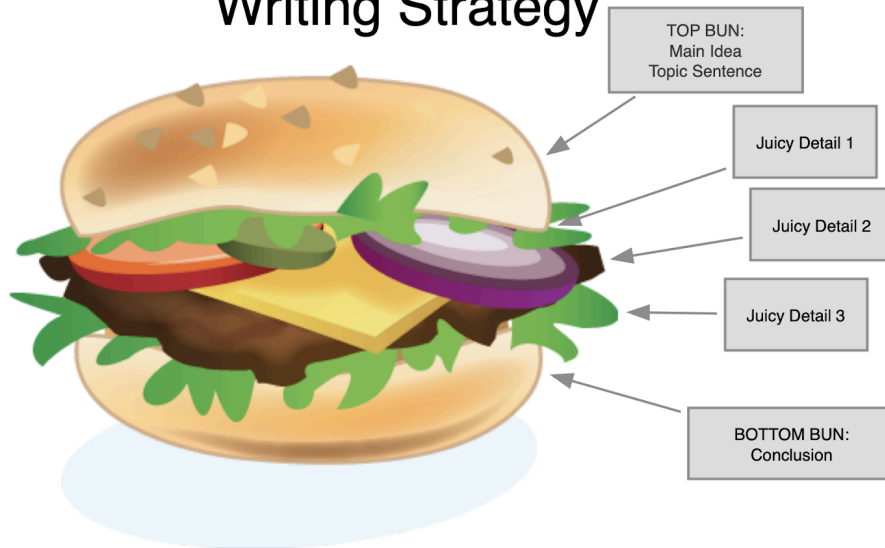 Writing Strategy
TOP BUN:
Main Idea
Topic Sentence
Juicy Detail 1
Juicy Detail 2
Juicy Detail 3
BOTTOM BUN:
Conclusion